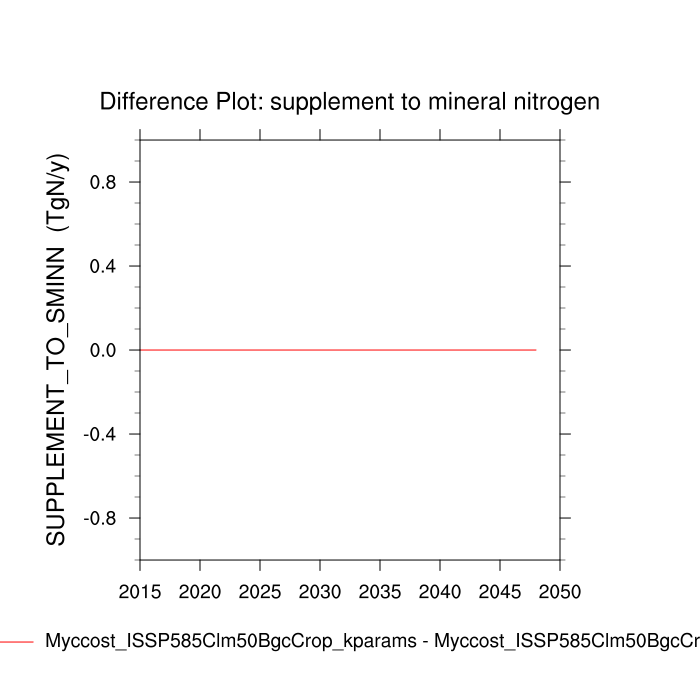 Difference Plot: supplement to mineral nitrogen
SUPPLEMENT_TO_SMINN (TgN/y)
0.8
0.4
0.0
-0.4
-0.8
2015 2020 2025 2030 2035 2040 2045 2050
Myccost_ISSP585Clm50BgcCrop_kparams - Myccost_ISSP585Clm50BgcCr